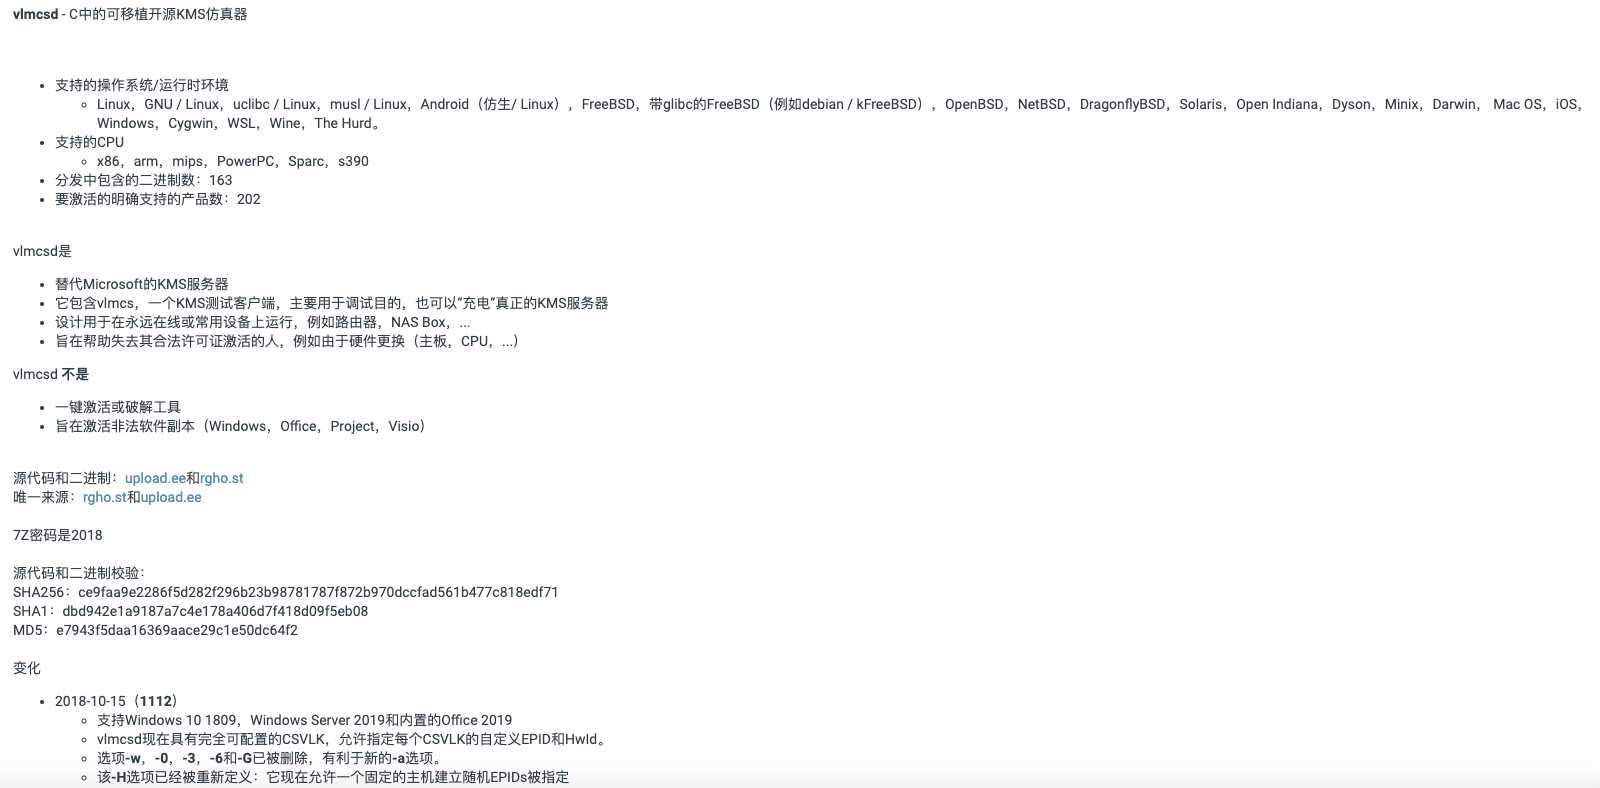 vlmcsd - C中的可移植开源KMS仿真器
支持的操作系统/运行时环境
Linux，GNU / Linux，uclibc / Linux，musl / Linux，Android（仿生/ Linux），FreeBSD，带glibc的FreeBSD（例如debian / kFreeBSD），OpenBSD，NetBSD，DragonflyBSD，Solaris，Open Indiana，Dyson，Minix，Darwin， Mac OS，iOS，
Windows，Cygwin，WSL，Wine，The Hurd。
支持的CPU
x86，arm，mips，PowerPC，Sparc，s390
分发中包含的二进制数：163
要激活的明确支持的产品数：202
vlmcsd是
替代Microsoft的KMS服务器
它包含vlmcs，一个KMS测试客户端，主要用于调试目的，也可以“充电”真正的KMS服务器
设计用于在永远在线或常用设备上运行，例如路由器，NAS Box，...
旨在帮助失去其合法许可证激活的人，例如由于硬件更换（主板，CPU，...）
vlmcsd 不是
一键激活或破解工具
旨在激活非法软件副本（Windows，Office，Project，Visio）
源代码和二进制：upload.ee和rgho.st
唯一来源：rgho.st和upload.ee
7Z密码是2018
源代码和二进制校验：
SHA256：ce9faa9e2286f5d282f296b23b98781787f872b970dccfad561b477c818edf71
SHA1：dbd942e1a9187a7c4e178a406d7f418d09f5eb08
MD5：e7943f5daa16369aace29c1e50dc64f2
变化
2018-10-15（1112）
支持Windows 10 1809，Windows Server 2019和内置的Office 2019
vlmcsd现在具有完全可配置的CSVLK，允许指定每个CSVLK的自定义EPID和HwId。
选项-w，-0，-3，-6和-G已被删除，有利于新的-a选项。
该-H选项已经被重新定义：它现在允许一个固定的主机建立随机EPIDs被指定